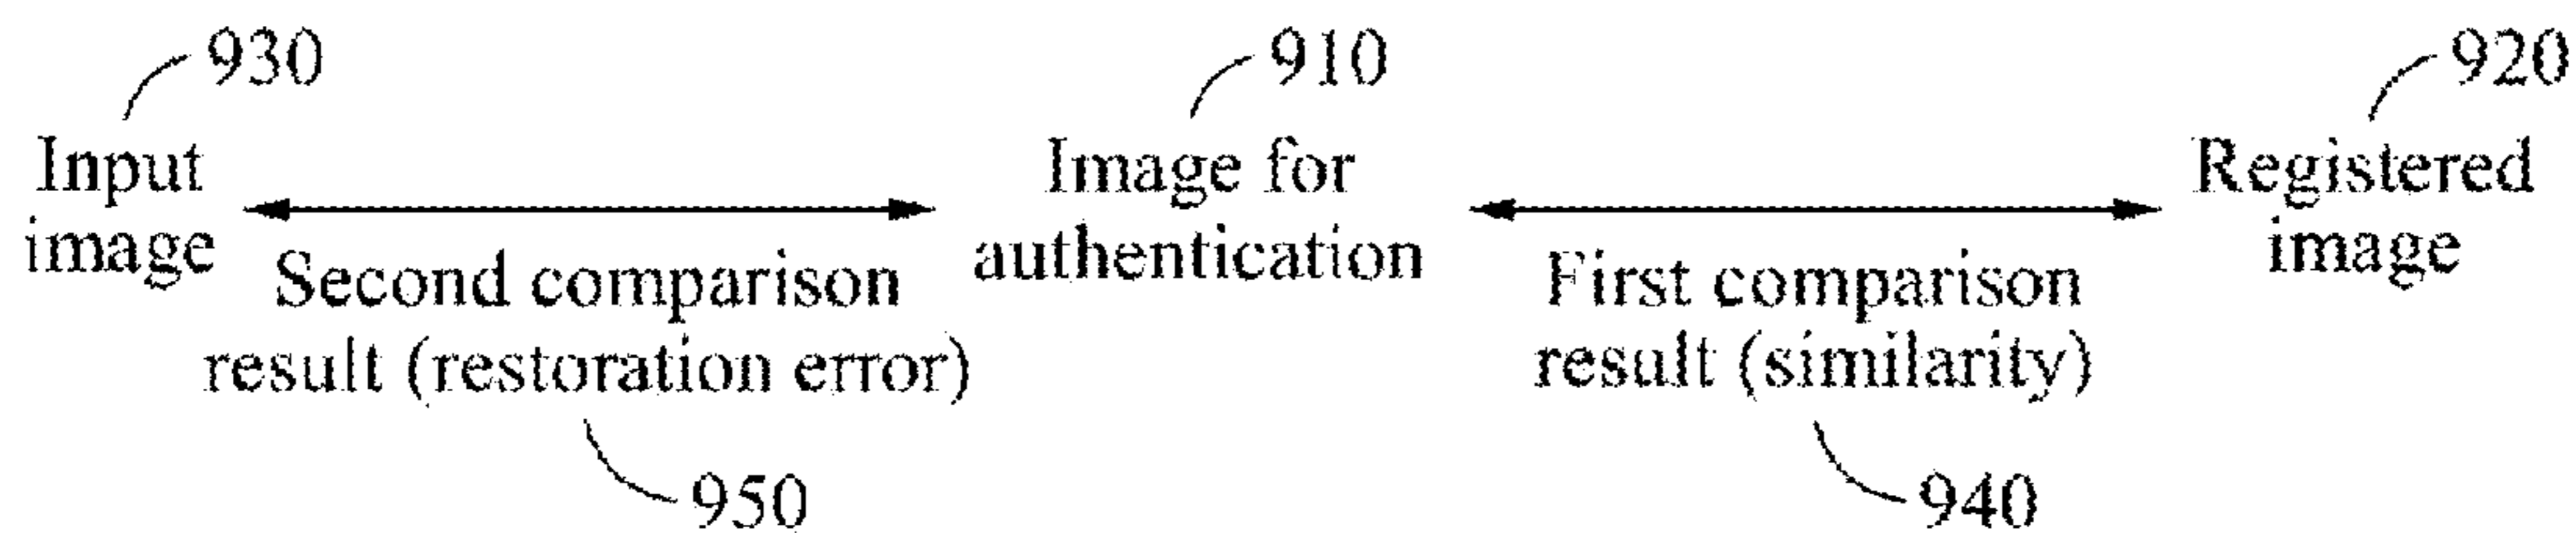 930
910
920
Input
image
Second comparison
result (restoration error)
950
Image for
authentication
First comparison
result (similarity)
940
Registered
image